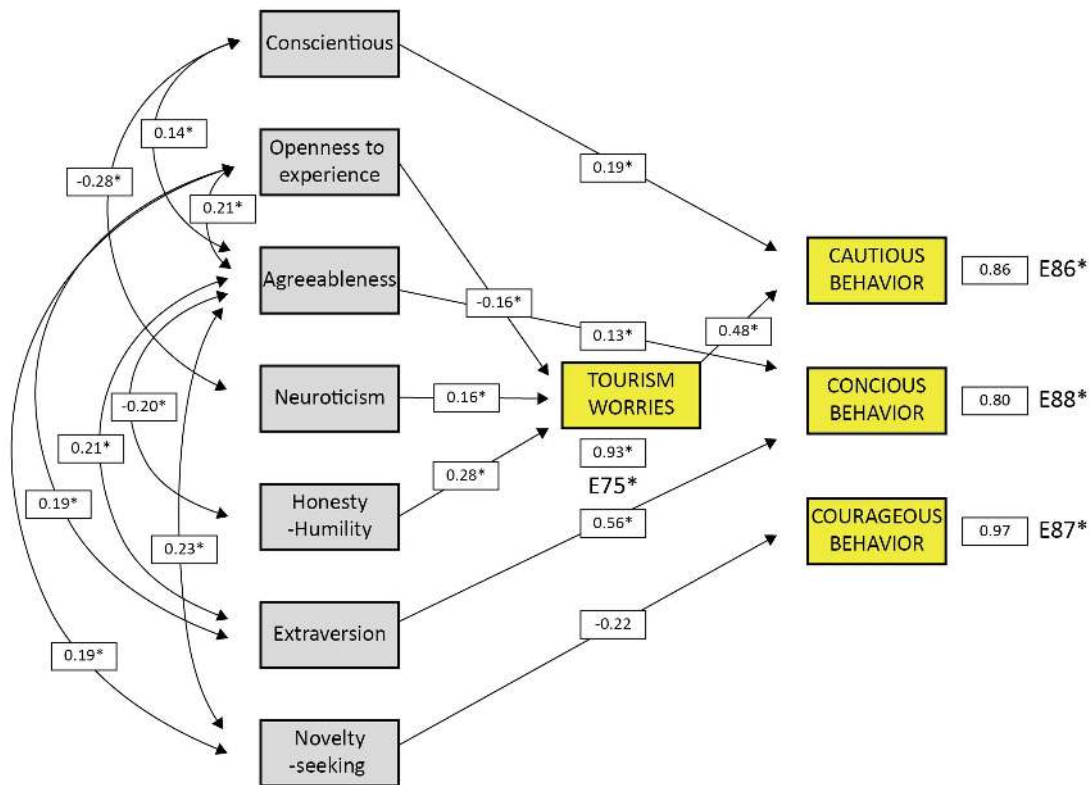 Conscientious
0.14*
Openness to
experience
-0.28*
0.21*
0.19*
Agreeableness
-0.16*
0.13*
CAUTIOUS
BEHAVIOR
0.86
E86*
0.48*
Neuroticism
0.16*
TOURISM
WORRIES
CONCIOUS
BEHAVIOR
0.80
E88*
-0.20*
0.21*
0.93*
E75*
0.28*
Honesty
-Humility
0.19*
0.23*
0.56*
COURAGEOUS
BEHAVIOR
0.97
E87*
Extraversion
-0.22
0.19*
Novelty
-seeking